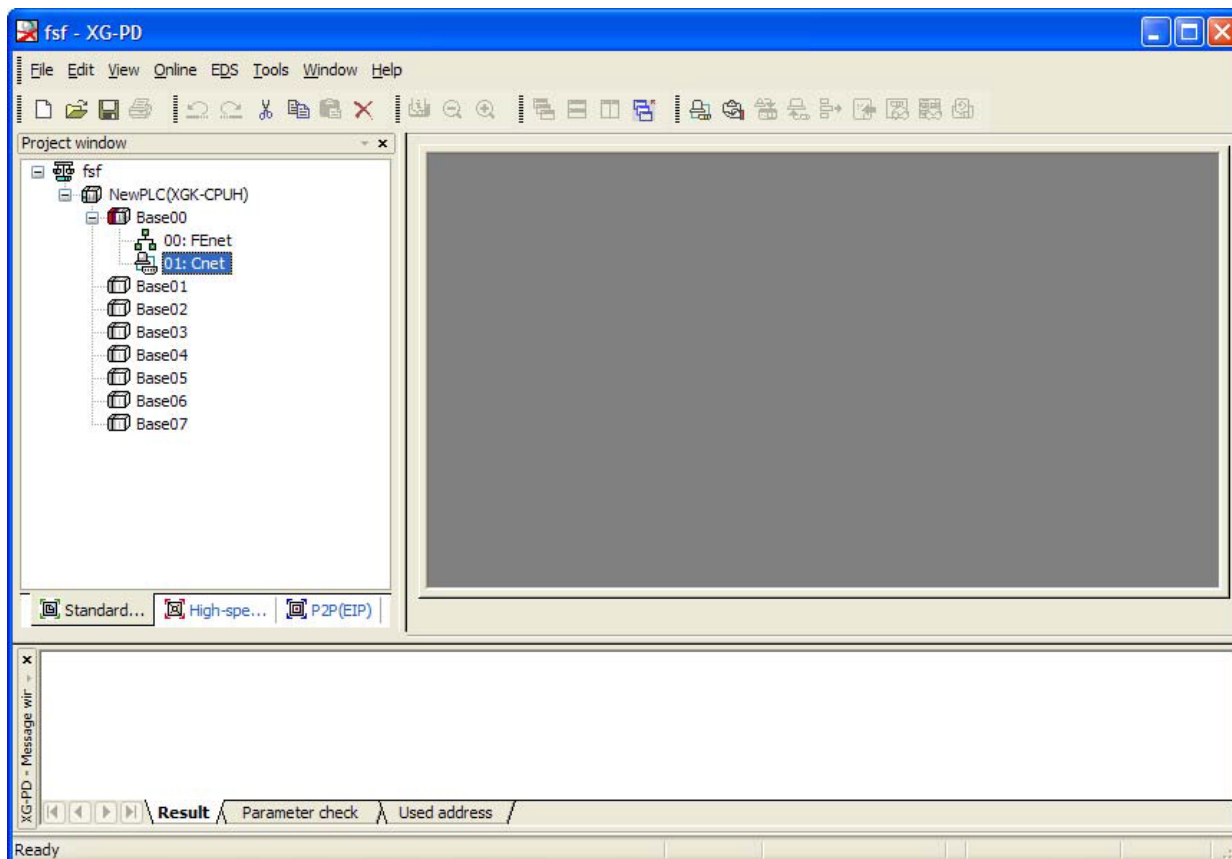 fsf - XG-PD
File Edit View Online EDS Tools Window Help
Project window
fsf
NewPLC(XGK-CPUH)
Base00
00: FEnet
01: Cnet
Base01
Base02
Base03
Base04
Base05
Base06
Base07
Standard... High-spe... P2P(EIP)
XG-PD - Message wir
Result Parameter check Used address
Ready